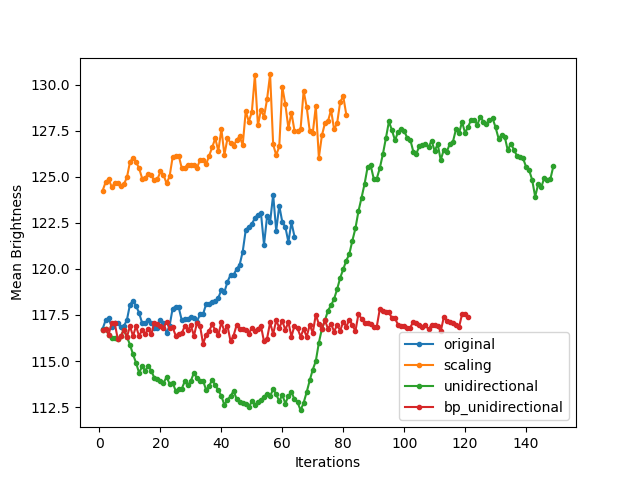 130.0
127.5
125.0
122.5
120.0
117.5
115.0
112.5
Mean Brightness
0 20 40 60 80 100 120 140
Iterations
original
scaling
unidirectional
bp_unidirectional